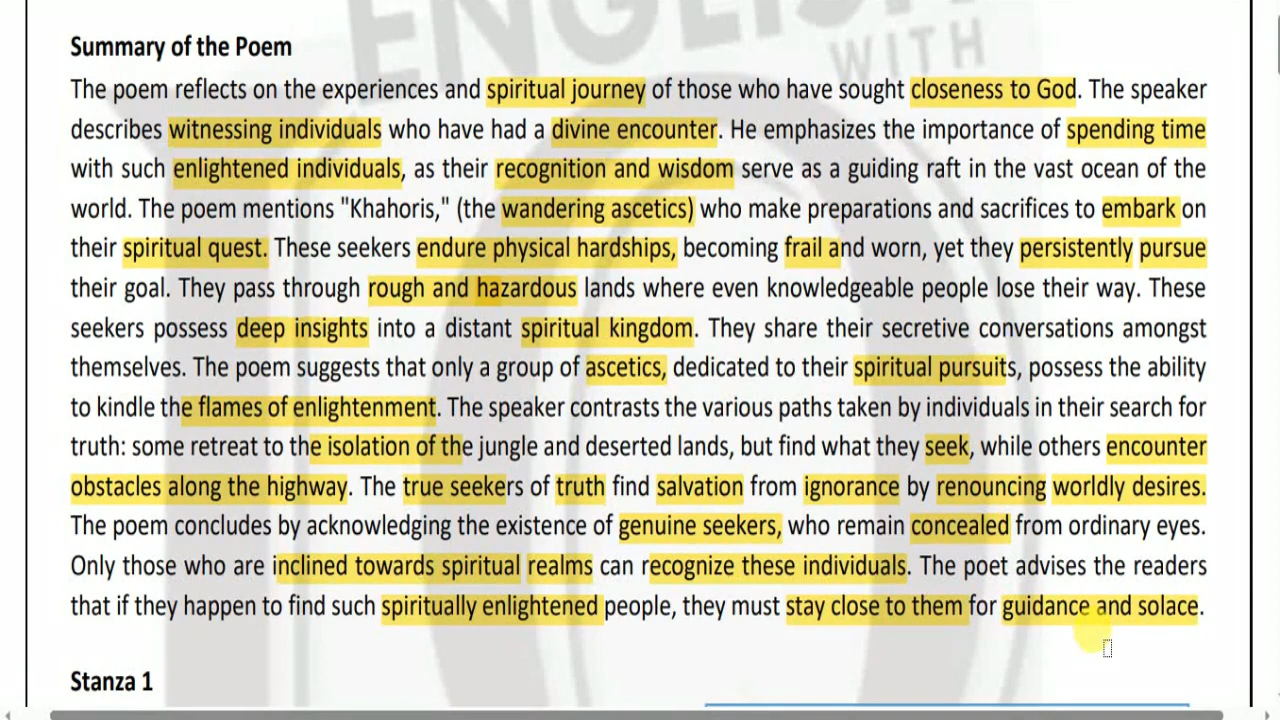 ENGLISH
WITH
Summary of the Poem
The poem reflects on the experiences and spiritual journey of those who have sought closeness to God. The speaker
describes witnessing individuals who have had a divine encounter. He emphasizes the importance of spending time
with such enlightened individuals, as their recognition and wisdom serve as a guiding raft in the vast ocean of the
world. The poem mentions "Khahoris," (the wandering ascetics) who make preparations and sacrifices to embark on
their spiritual quest. These seekers endure physical hardships, becoming frail and worn, yet they persistently pursue
their goal. They pass through rough and hazardous lands where even knowledgeable people lose their way. These
seekers possess deep insights into a distant spiritual kingdom. They share their secretive conversations amongst
themselves. The poem suggests that only a group of ascetics, dedicated to their spiritual pursuits, possess the ability
to kindle the flames of enlightenment. The speaker contrasts the various paths taken by individuals in their search for
truth: some retreat to the isolation of the jungle and deserted lands, but find what they seek, while others encounter
obstacles along the highway. The true seekers of truth find salvation from ignorance by renouncing worldly desires.
The poem concludes by acknowledging the existence of genuine seekers, who remain concealed from ordinary eyes.
Only those who are inclined towards spiritual realms can recognize these individuals. The poet advises the readers
that if they happen to find such spiritually enlightened people, they must stay close to them for guidance and solace.
Stanza 1